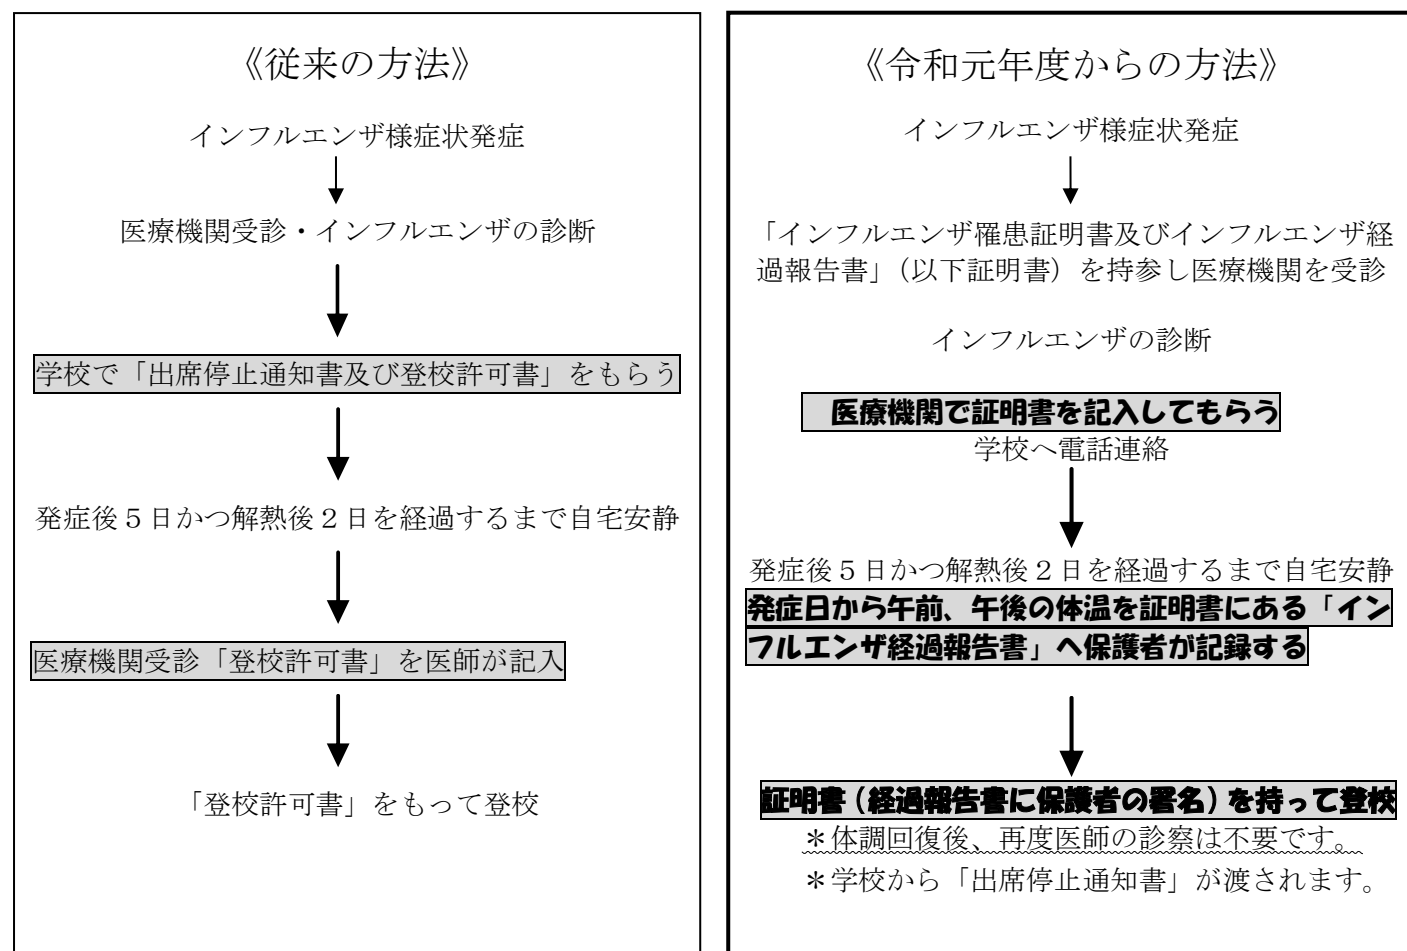 《従来の方法》
インフルエンザ様症状発症
医療機関受診・インフルエンザの診断
学校で「出席停止通知書及び登校許可書」をもらう
発症後５日かつ解熱後２日を経過するまで自宅安静
医療機関受診「登校許可書」を医師が記入
「登校許可書」をもって登校
《令和元年度からの方法》
インフルエンザ様症状発症
「インフルエンザ罹患証明書及びインフルエンザ経
過報告書」（以下証明書）を持参し医療機関を受診
インフルエンザの診断
医療機関で証明書を記入してもらう
学校へ電話連絡
発症後５日かつ解熱後２日を経過するまで自宅安静
発症日から午前、午後の体温を証明書にある「イン
フルエンザ経過報告書」へ保護者が記録する
証明書（経過報告書に保護者の署名）を持って登校
＊体調回復後、再度医師の診察は不要です。
＊学校から「出席停止通知書」が渡されます。